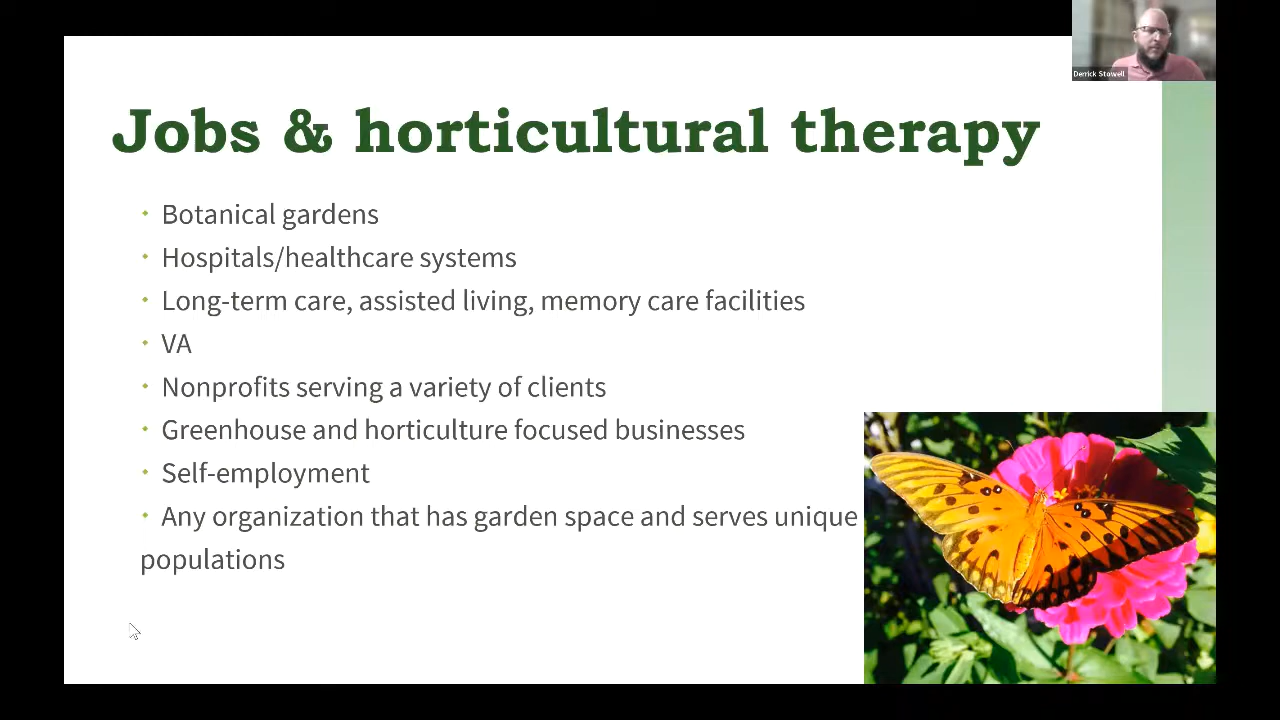 Derrick Stowell
Jobs & horticultural therapy
Botanical gardens
Hospitals/healthcare systems
Long-term care, assisted living, memory care facilities
VA
Nonprofits serving a variety of clients
Greenhouse and horticulture focused businesses
Self-employment
Any organization that has garden space and serves unique
populations